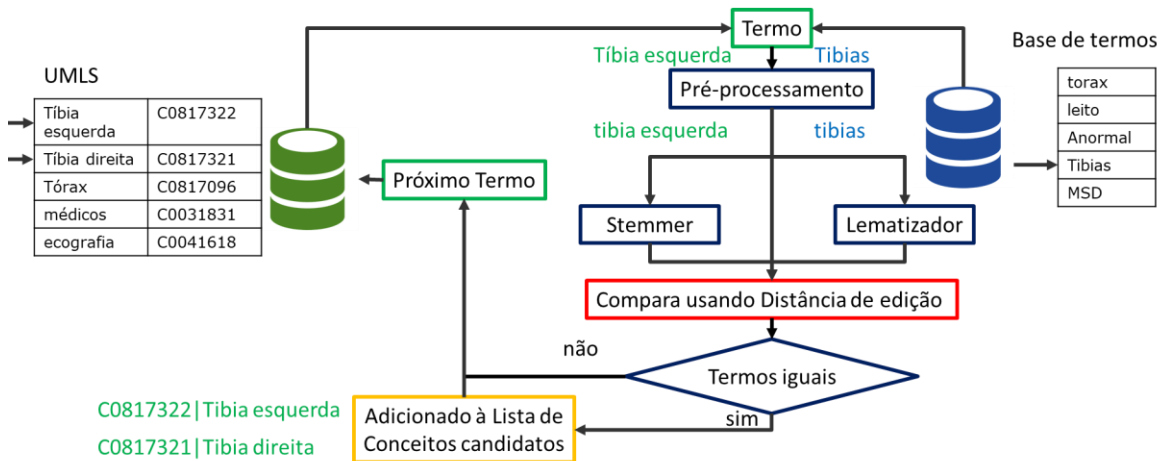 Termo
Base de termos
UMLS
Tíbia esquerda
Tibias
Pré-processamento
tibia esquerda
tibias
Tíbia
esquerda
C0817322
Tíbia direita
C0817321
Tórax
C0817096
médicos
C0031831
ecografia
C0041618
torax
leito
Anormal
Tibias
MSD
Próximo Termo
Stemmer
Lematizador
Compara usando Distância de edição
não
Termos iguais
sim
Adicionado à Lista de
Conceitos candidatos
C0817322|Tibia esquerda
C0817321|Tibia direita